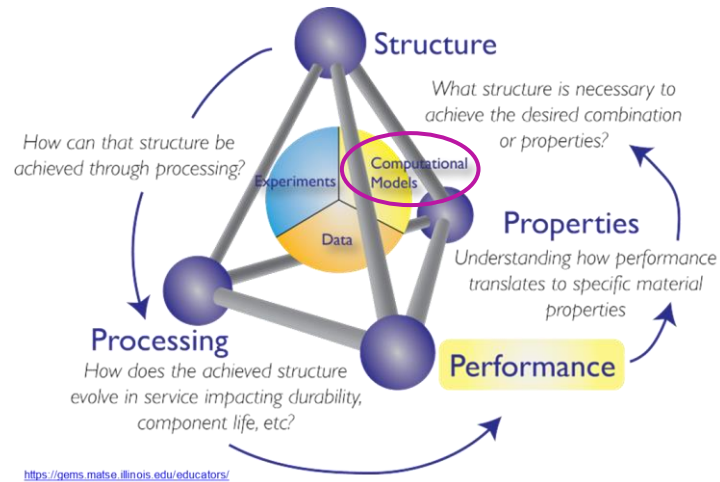 Structure
What structure is necessary to
achieve the desired combination
or properties?
How can that structure be
achieved through processing?
Experiments
Computational
Models
Data
Properties
Understanding how performance
translates to specific material
properties
Processing
How does the achieved structure
evolve in service impacting durability,
component life, etc?
Performance
https://gems.matse.illinois.edu/educators/